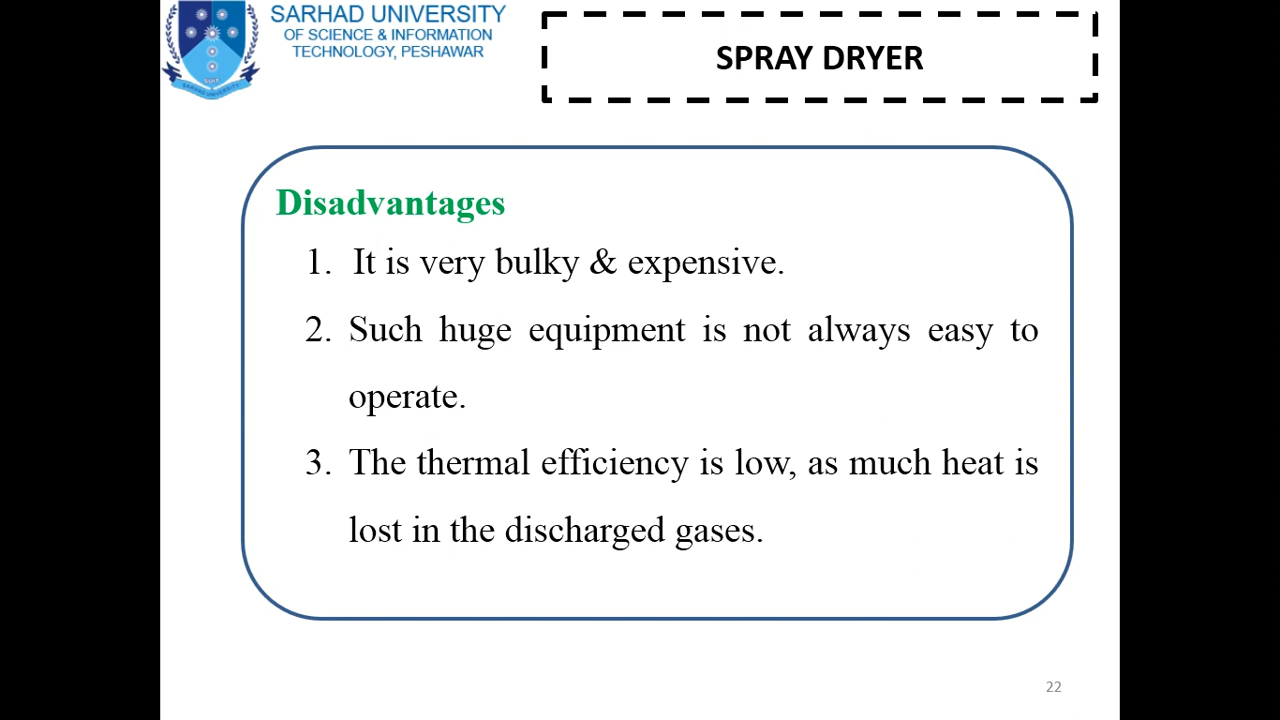 SARHAD UNIVERSITY
OF SCIENCE & INFORMATION
TECHNOLOGY, PESHAWAR
SPRAY DRYER
Disadvantages
1. It is very bulky & expensive.
2. Such huge equipment is not always easy to
operate.
3. The thermal efficiency is low, as much heat is
lost in the discharged gases.
22